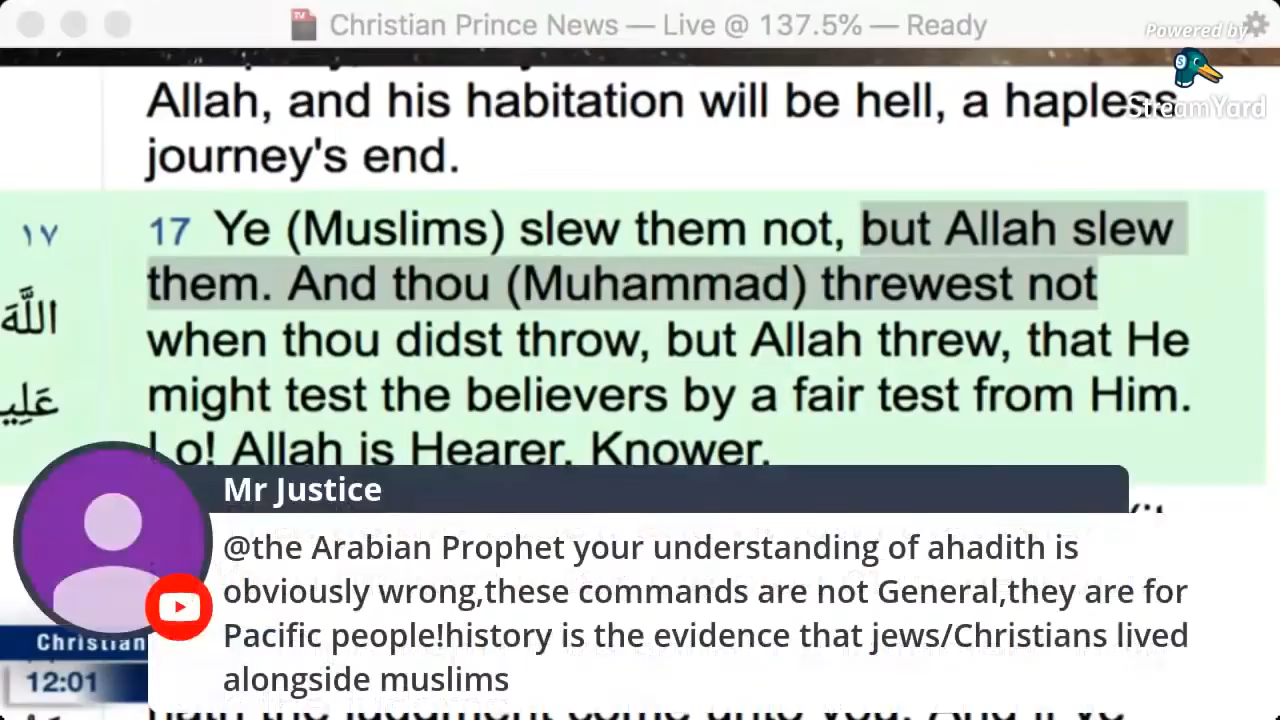 Christian Prince News — Live @ 137.5% — Ready
Powered by
StreamYard
Allah, and his habitation will be hell, a hapless
journey's end.
١٧
17 Ye (Muslims) slew them not, but Allah slew
them. And thou (Muhammad) threwest not
اللَّهَ
when thou didst throw, but Allah threw, that He
might test the believers by a fair test from Him.
Lo! Allah is Hearer, Knower.
Mr Justice
@the Arabian Prophet your understanding of ahadith is
obviously wrong,these commands are not General,they are for
Pacific people!history is the evidence that jews/Christians lived
alongside muslims
Christian
12:01